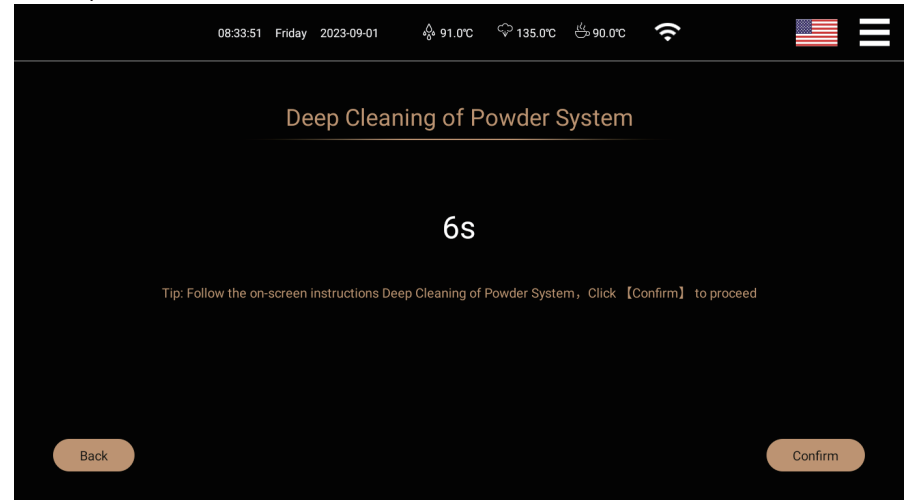 08:33:51 Friday 2023-09-01 91.0℃ 135.0℃ 90.0℃
Deep Cleaning of Powder System
6s
Tip: Follow the on-screen instructions Deep Cleaning of Powder System，Click 【Confirm】 to proceed
Back Confirm